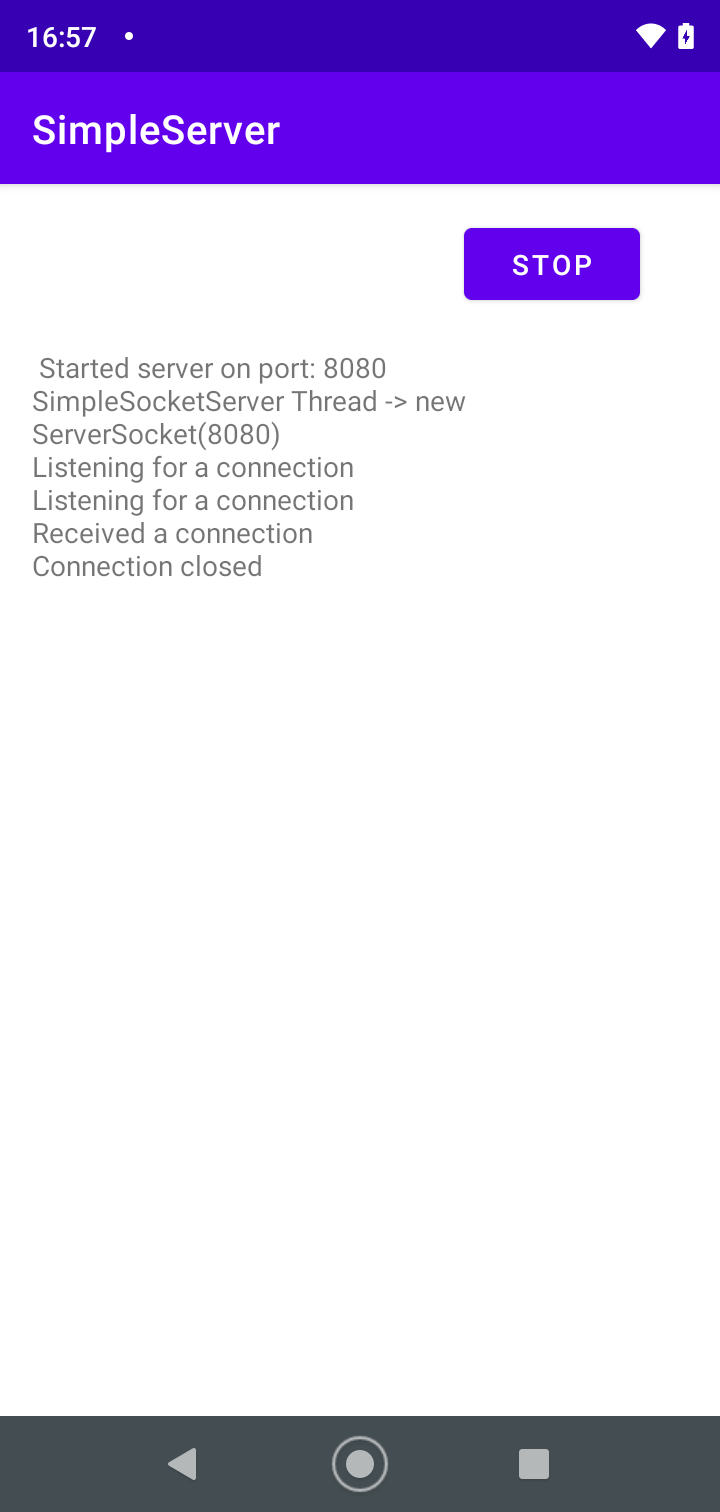 16:57
SimpleServer
STOP
Started server on port: 8080
SimpleSocketServer Thread -> new
ServerSocket(8080)
Listening for a connection
Listening for a connection
Received a connection
Connection closed